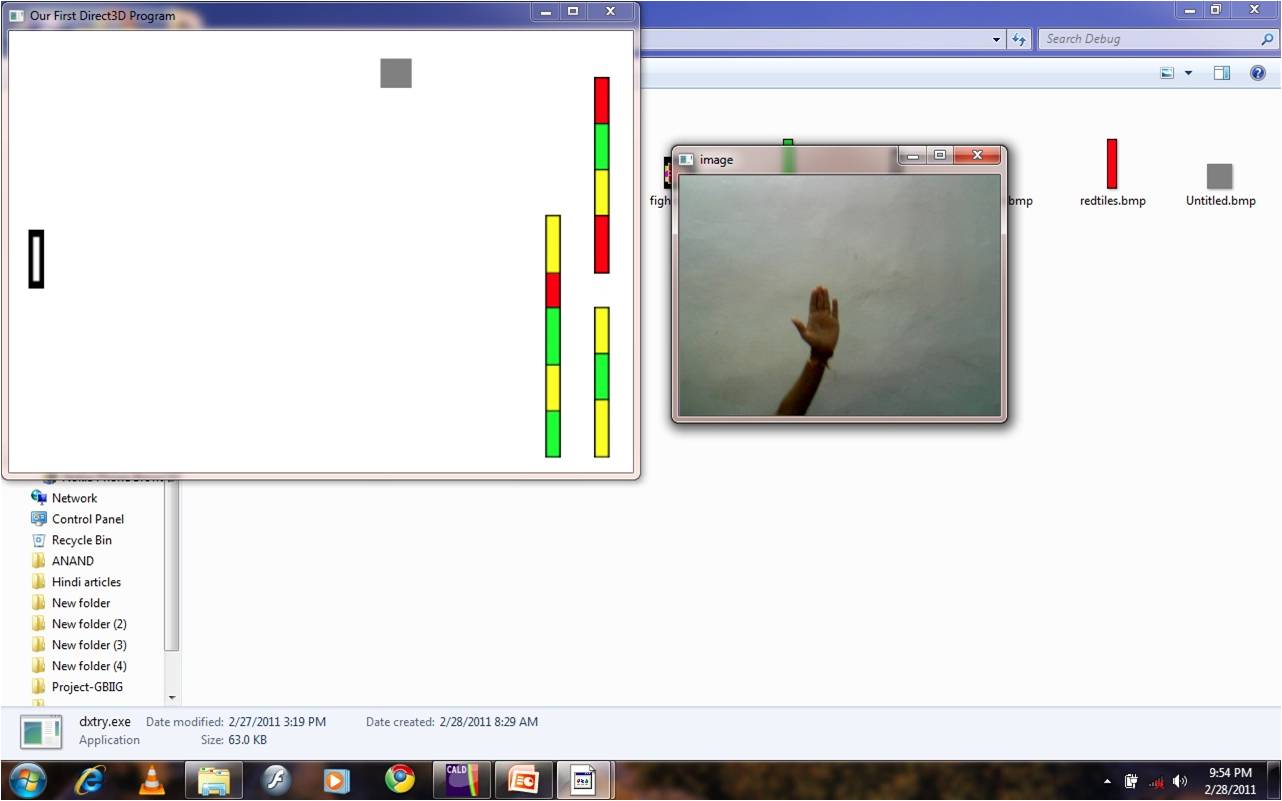 Our First Direct3D Program
Search Debug
image
figh
bmp
redtiles.bmp
Untitled.bmp
Network
Control Panel
Recycle Bin
ANAND
Hindi articles
New folder
New folder (2)
New folder (3)
New folder (4)
Project-GBIIG
dxtry.exe Date modified: 2/27/2011 3:19 PM Date created: 2/28/2011 8:29 AM
Application Size: 63.0 KB
CALD
9:54 PM
2/28/2011